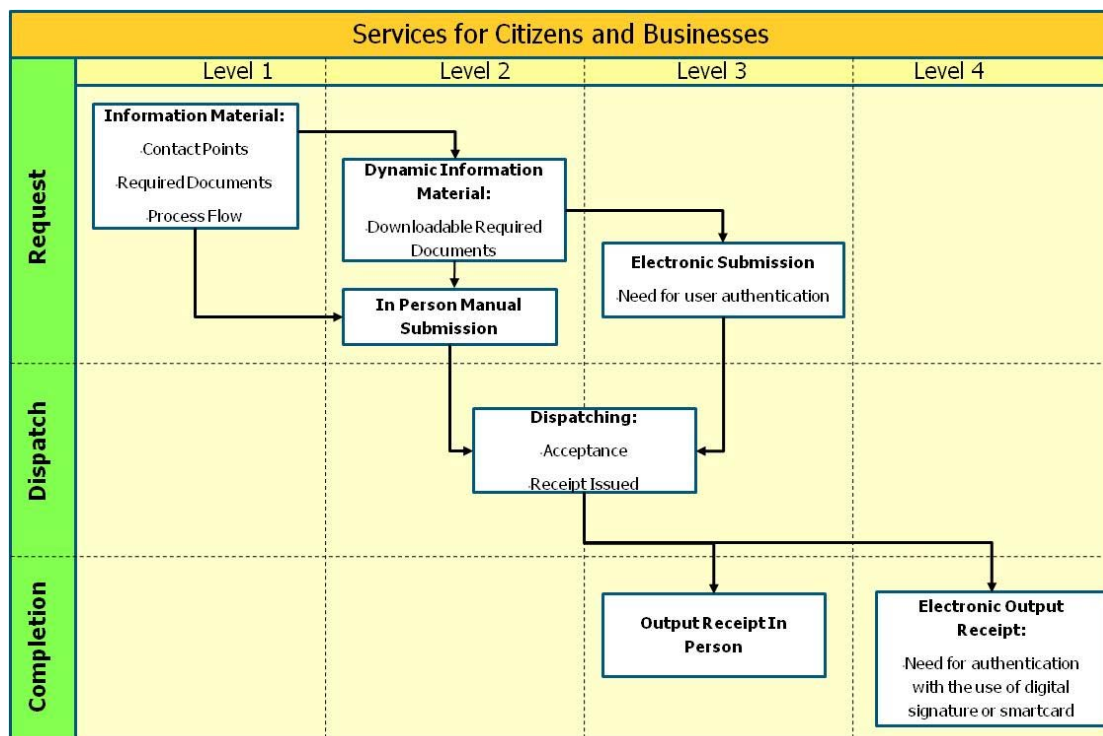 Services for Citizens and Businesses
Level 1
Level 2
Level 3
Level 4
Request
Information Material:
.Contact Points
.Required Documents
.Process Flow
Dynamic Information
Material:
.Downloadable Required
Documents
In Person Manual
Submission
Electronic Submission
.Need for user authentication
Dispatch
Dispatching:
.Acceptance
.Receipt Issued
Completion
Output Receipt In
Person
Electronic Output
Receipt:
.Need for authentication
with the use of digital
signature or smartcard